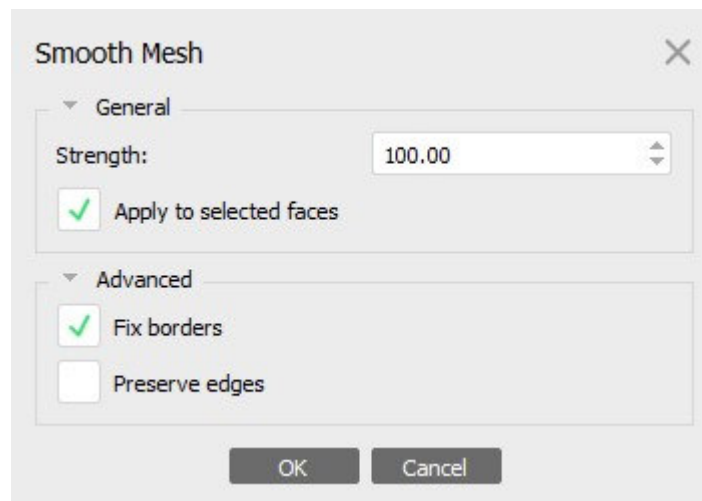 Smooth Mesh
General
Strength: 100.00
Apply to selected faces
Advanced
Fix borders
Preserve edges
OK Cancel